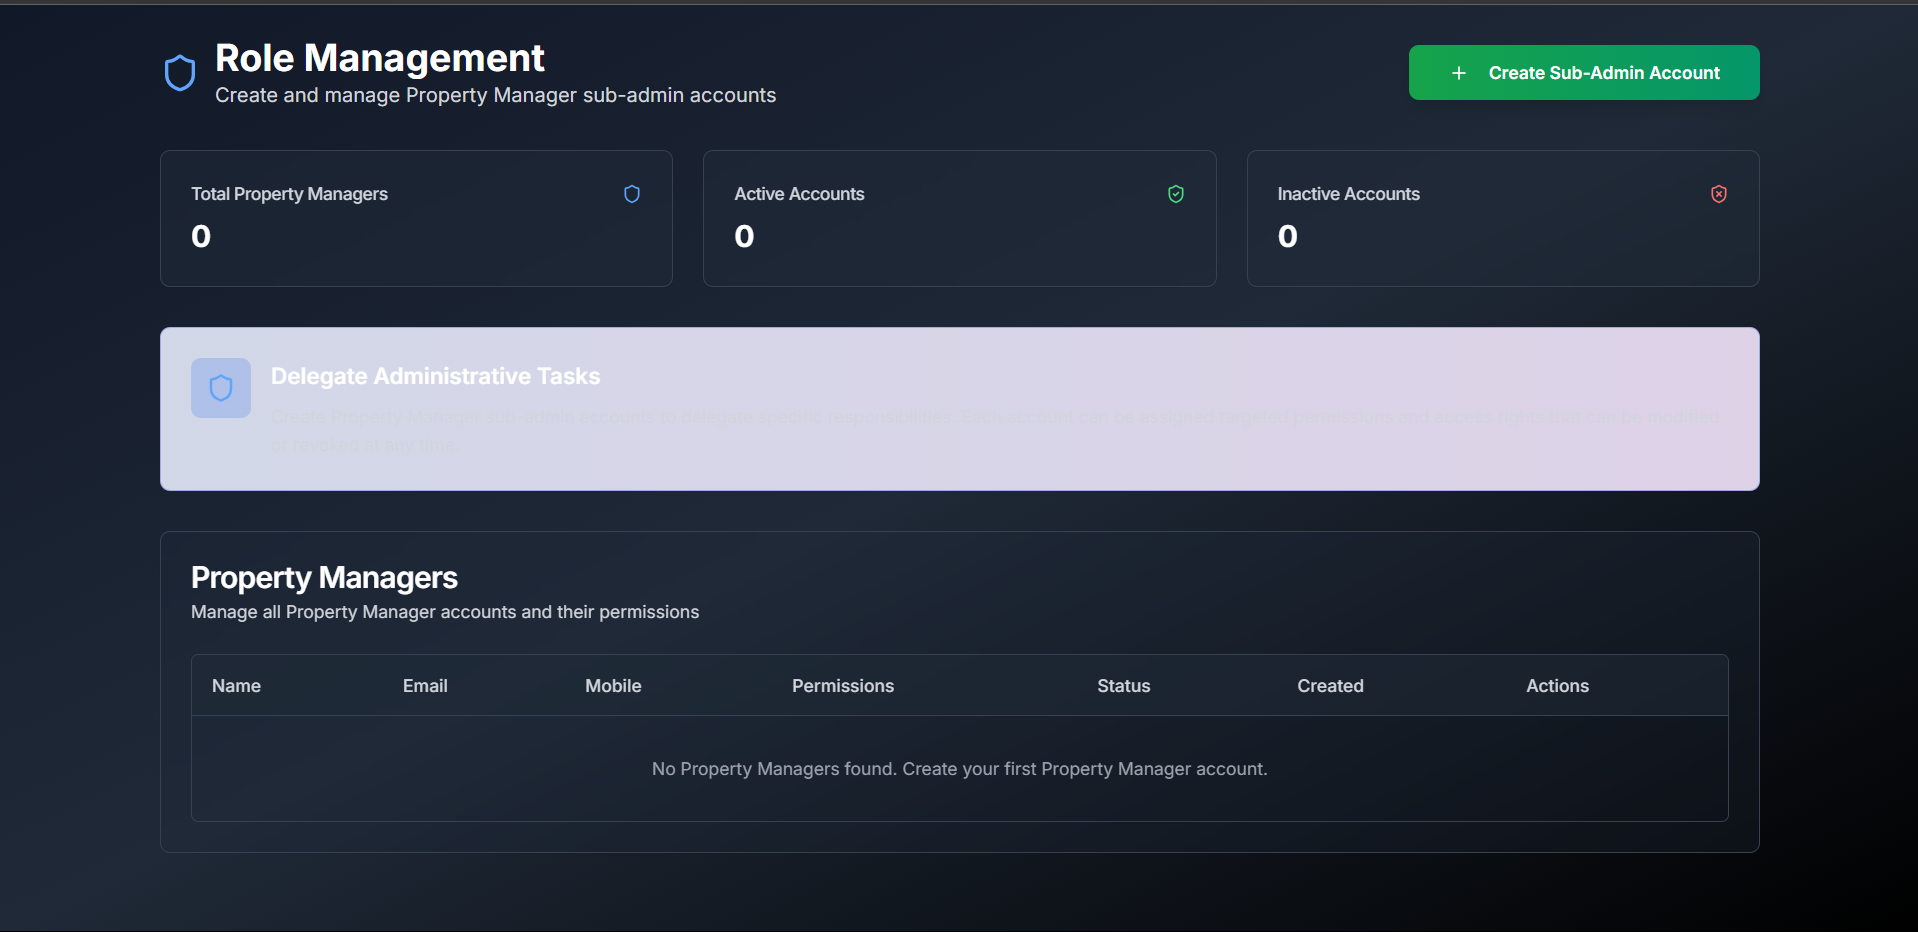 Role Management
Create and manage Property Manager sub-admin accounts
Create Sub-Admin Account
Total Property Managers
0
Active Accounts
0
Inactive Accounts
0
Delegate Administrative Tasks
Create Property Manager sub-admin accounts to delegate specific responsibilities. Each account can be assigned targeted permissions and access rights that can be modified
or revoked at any time.
Property Managers
Manage all Property Manager accounts and their permissions
Name Email Mobile Permissions Status Created Actions
No Property Managers found. Create your first Property Manager account.